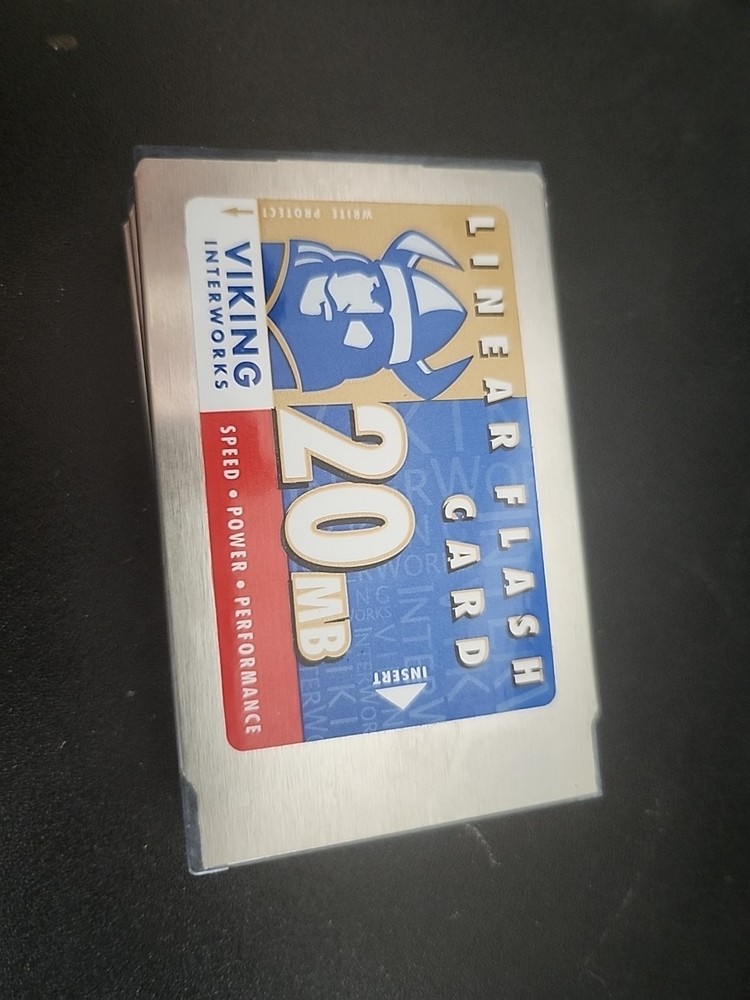 LINEAR FLASH
CARD
WRITE PROTECT
20MB
INSERT
VIKING
INTERWORKS
SPEED • POWER • PERFORMANCE